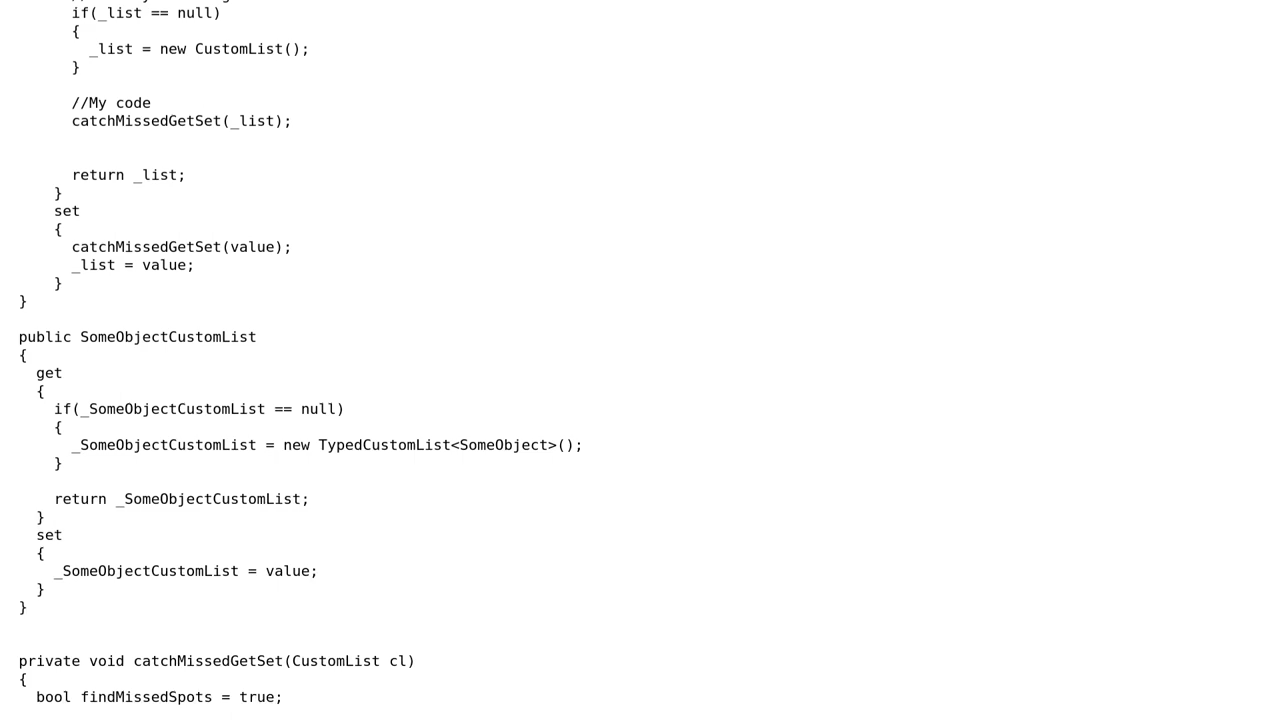 if(_list == null)
{
_list = new CustomList();
}
//My code
catchMissedGetSet(_list);
return _list;
}
set
{
catchMissedGetSet(value);
_list = value;
}
}
public SomeObjectCustomList
{
get
{
if(_SomeObjectCustomList == null)
{
_SomeObjectCustomList = new TypedCustomList<SomeObject>();
}
return _SomeObjectCustomList;
}
set
{
_SomeObjectCustomList = value;
}
}
private void catchMissedGetSet(CustomList cl)
{
bool findMissedSpots = true;